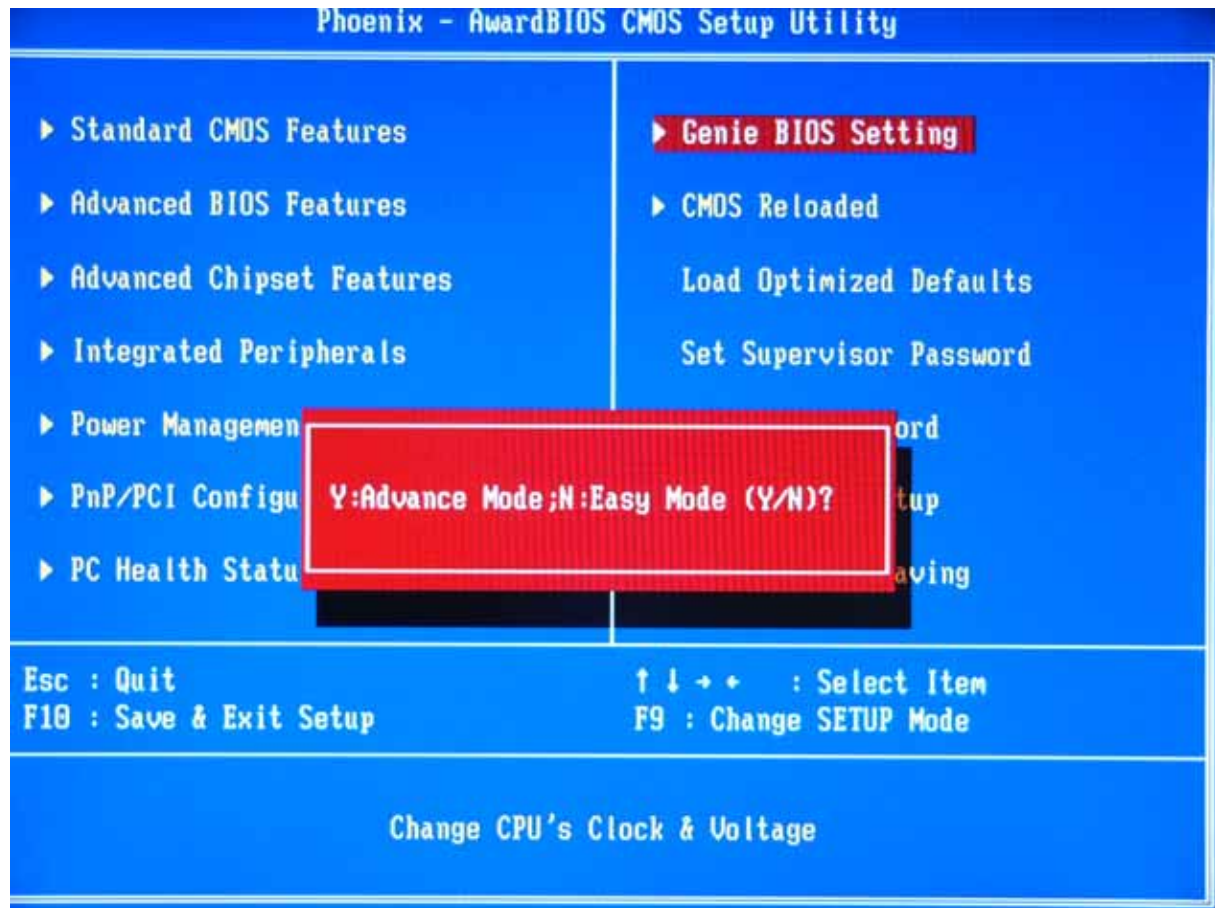 Phoenix - AwardBIOS CMOS Setup Utility
▶ Standard CMOS Features
▶ Advanced BIOS Features
▶ Advanced Chipset Features
▶ Integrated Peripherals
▶ Power Managemen
▶ PnP/PCI Configu
▶ PC Health Statu
▶ Genie BIOS Setting
▶ CMOS Reloaded
Load Optimized Defaults
Set Supervisor Password
ord
tup
aving
Y:Advance Mode;N:Easy Mode (Y/N)?
Esc : Quit
F10 : Save & Exit Setup
↑ ↓ → ← : Select Item
F9 : Change SETUP Mode
Change CPU's Clock & Voltage